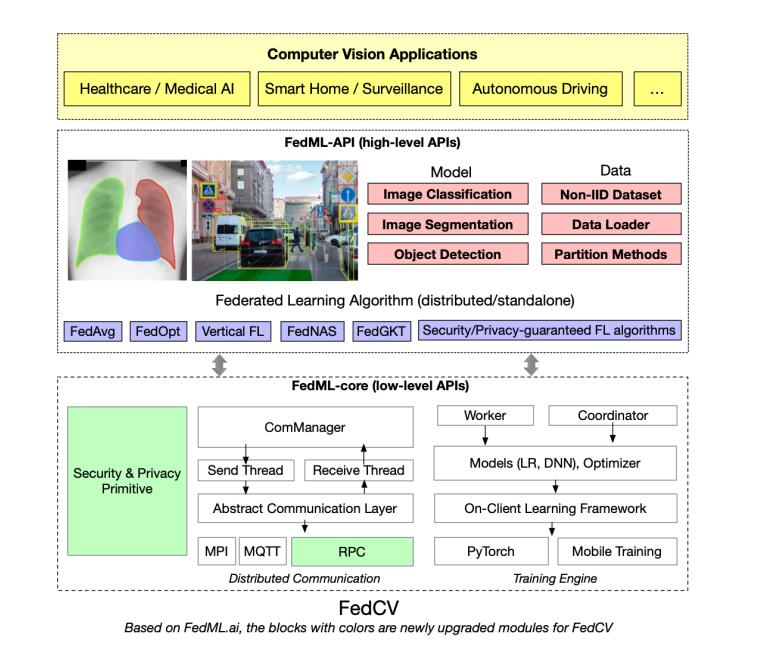 Computer Vision Applications
Healthcare / Medical AI
Smart Home / Surveillance
Autonomous Driving
...
FedML-API (high-level APIs)
Model
Data
Image Classification
Non-IID Dataset
Image Segmentation
Data Loader
Object Detection
Partition Methods
Federated Learning Algorithm (distributed/standalone)
FedAvg
FedOpt
Vertical FL
FedNAS
FedGKT
Security/Privacy-guaranteed FL algorithms
FedML-core (low-level APIs)
Security & Privacy
Primitive
ComManager
Send Thread
Receive Thread
Abstract Communication Layer
MPI
MQTT
RPC
Distributed Communication
Worker
Coordinator
Models (LR, DNN), Optimizer
On-Client Learning Framework
PyTorch
Mobile Training
Training Engine
FedCV
Based on FedML.ai, the blocks with colors are newly upgraded modules for FedCV